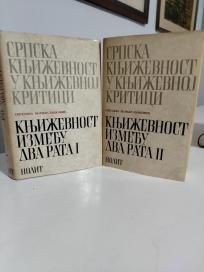 СРПСКА
КЊИЖЕВНОСТ
У КЊИЖЕВНОЈ
КРИТИЦИ
КЊИЖЕВНОСТ
ИЗМЕЂУ
ДВА РАТА I
НОЛИТ
СРПСКА
КЊИЖЕВНОСТ
У КЊИЖЕВНОЈ
КРИТИЦИ
КЊИЖЕВНОСТ
ИЗМЕЂУ
ДВА РАТА II
НОЛИТ